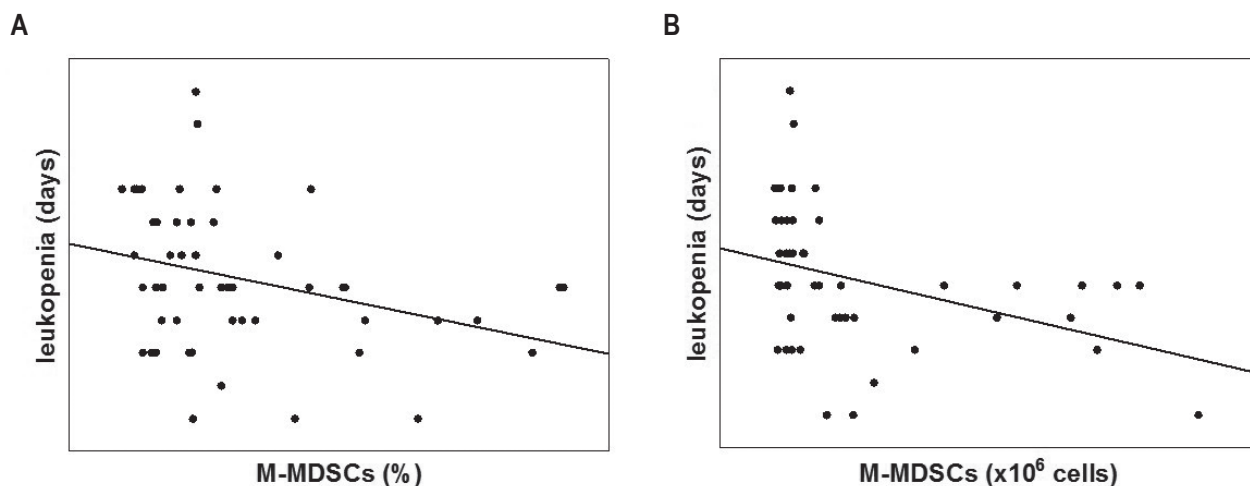 A
leukopenia (days)
M-MDSCs (%)
B
leukopenia (days)
M-MDSCs (x10⁶ cells)